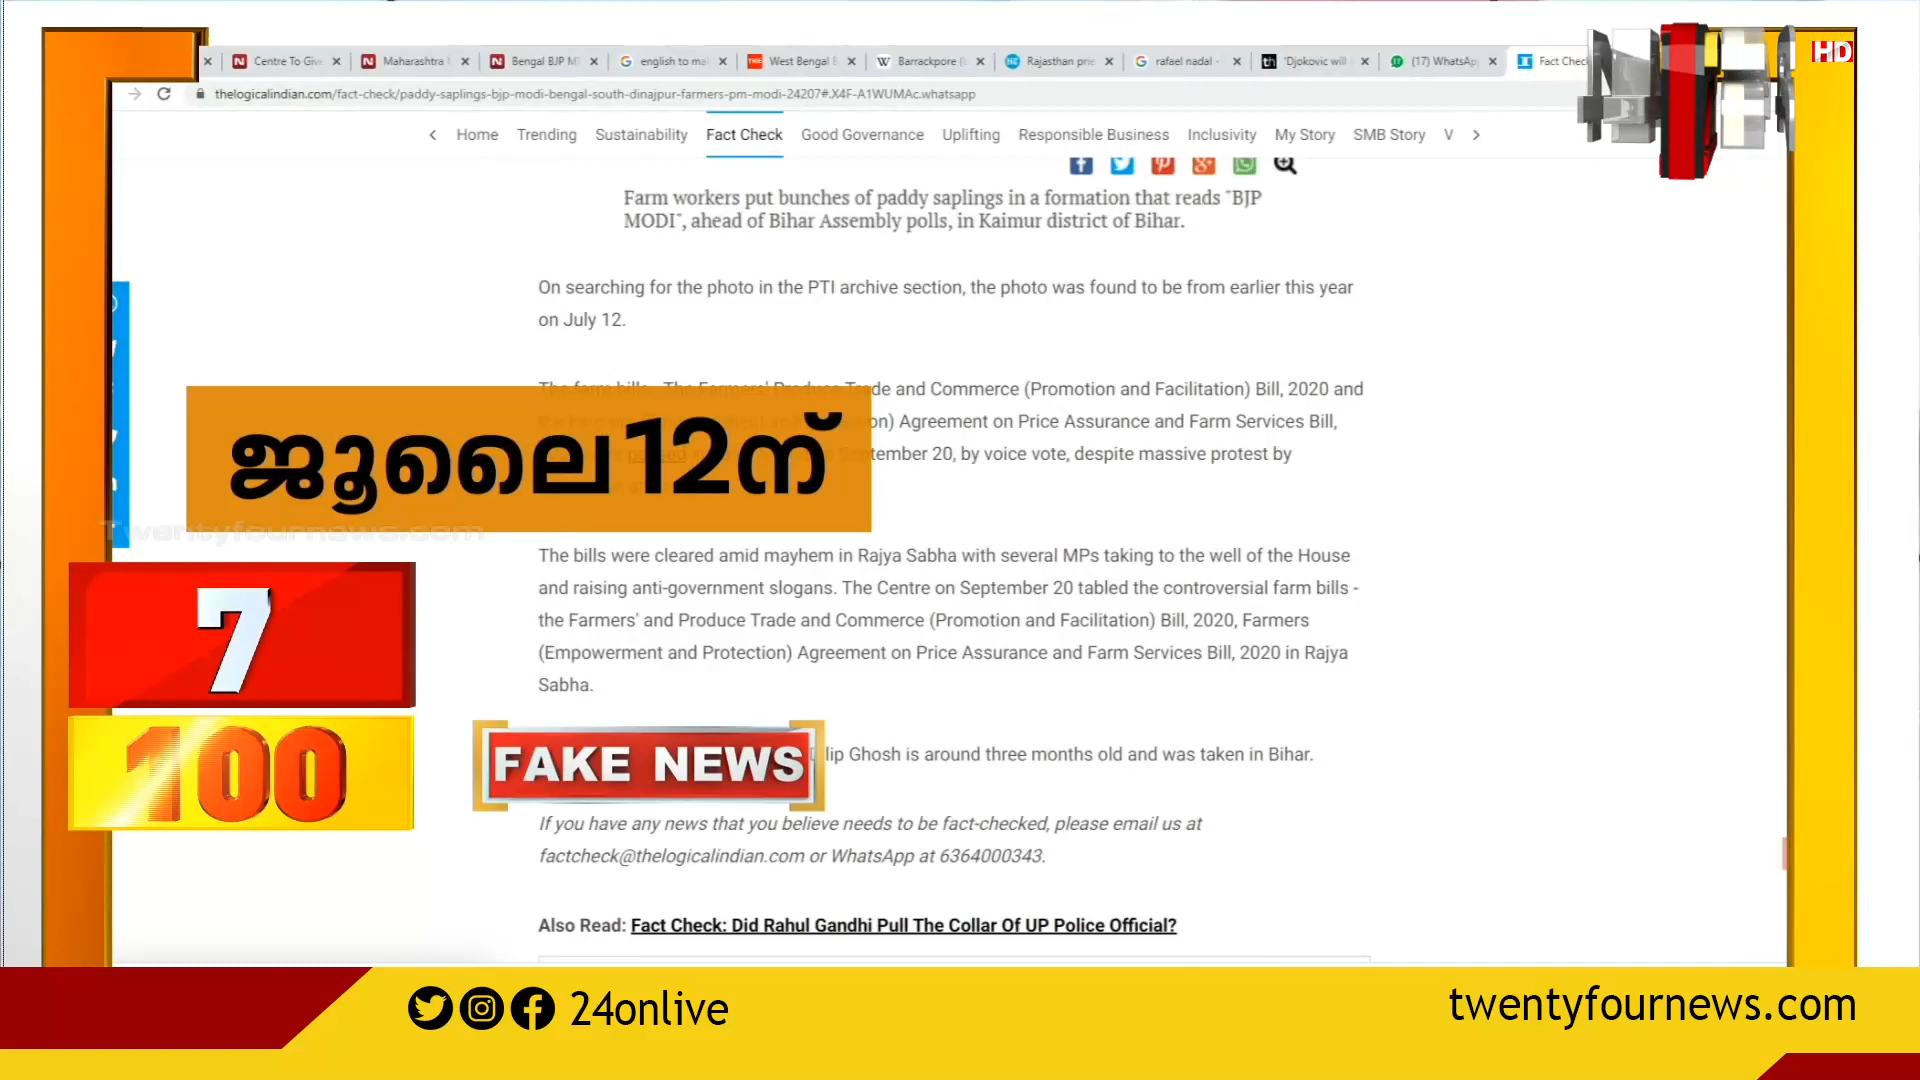 HD
Centre To Giv
Maharashtra
Bengal BJP M
english to ma
West Bengal
Barrackpore
Rajasthan prie
rafael nadal -
'Djokovic will
(17) WhatsAp
Fact Check
thelogicalindian.com/fact-check/paddy-saplings-bjp-modi-bengal-south-dinajpur-farmers-pm-modi-24207#.X4F-A1WUMAc.whatsapp
Home Trending Sustainability Fact Check Good Governance Uplifting Responsible Business Inclusivity My Story SMB Story V
Farm workers put bunches of paddy saplings in a formation that reads "BJP
MODI", ahead of Bihar Assembly polls, in Kaimur district of Bihar.
On searching for the photo in the PTI archive section, the photo was found to be from earlier this year
on July 12.
The farm bills - The Farmers' Produce Trade and Commerce (Promotion and Facilitation) Bill, 2020 and
Agreement on Price Assurance and Farm Services Bill,
September 20, by voice vote, despite massive protest by
ജൂലൈ 12ന്
Twentyfournews.com
The bills were cleared amid mayhem in Rajya Sabha with several MPs taking to the well of the House
and raising anti-government slogans. The Centre on September 20 tabled the controversial farm bills -
the Farmers' and Produce Trade and Commerce (Promotion and Facilitation) Bill, 2020, Farmers
(Empowerment and Protection) Agreement on Price Assurance and Farm Services Bill, 2020 in Rajya
Sabha.
7
100
FAKE NEWS
lip Ghosh is around three months old and was taken in Bihar.
If you have any news that you believe needs to be fact-checked, please email us at
factcheck@thelogicalindian.com or WhatsApp at 6364000343.
Also Read: Fact Check: Did Rahul Gandhi Pull The Collar Of UP Police Official?
24onlive
twentyfournews.com